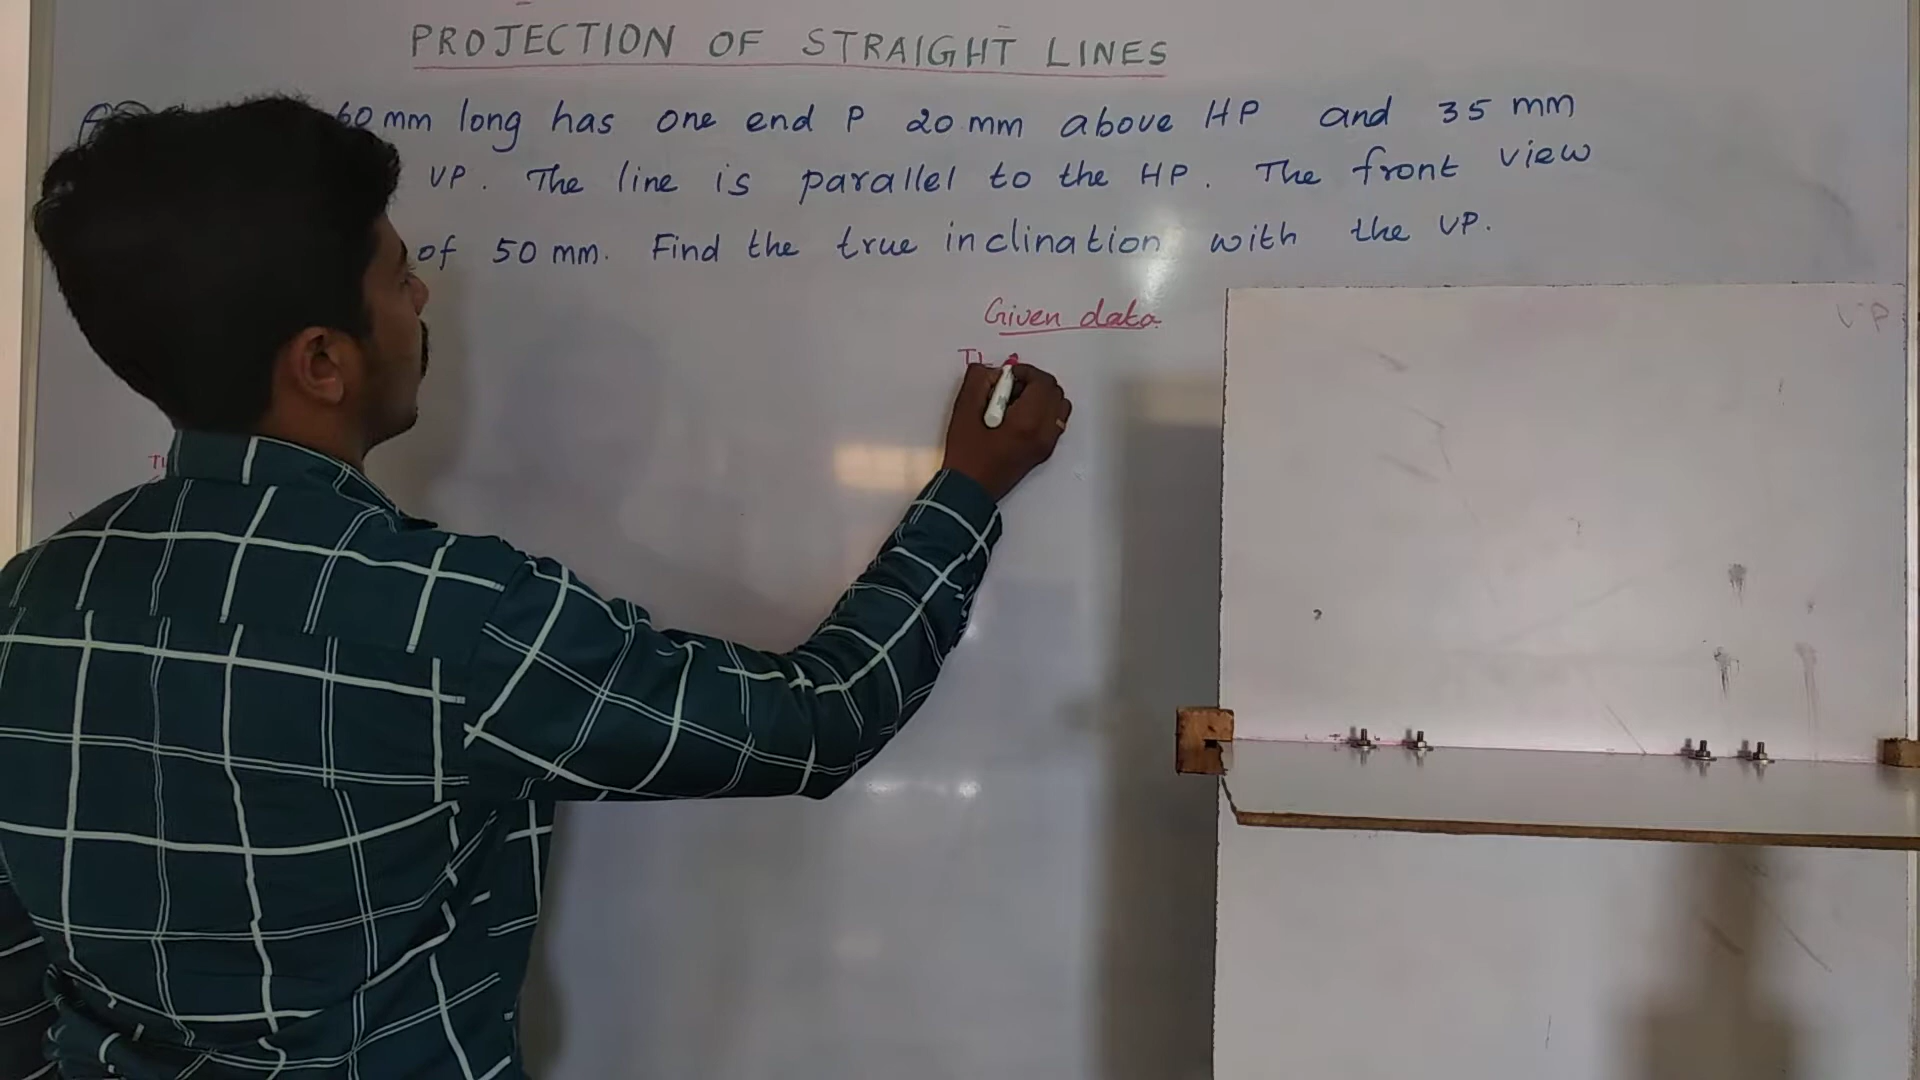 PROJECTION OF STRAIGHT LINES
60 mm long has one end P 20 mm above HP and 35 mm
VP. The line is parallel to the HP. The front view
of 50 mm. Find the true inclination with the VP.
Given data
TL
TL
VP